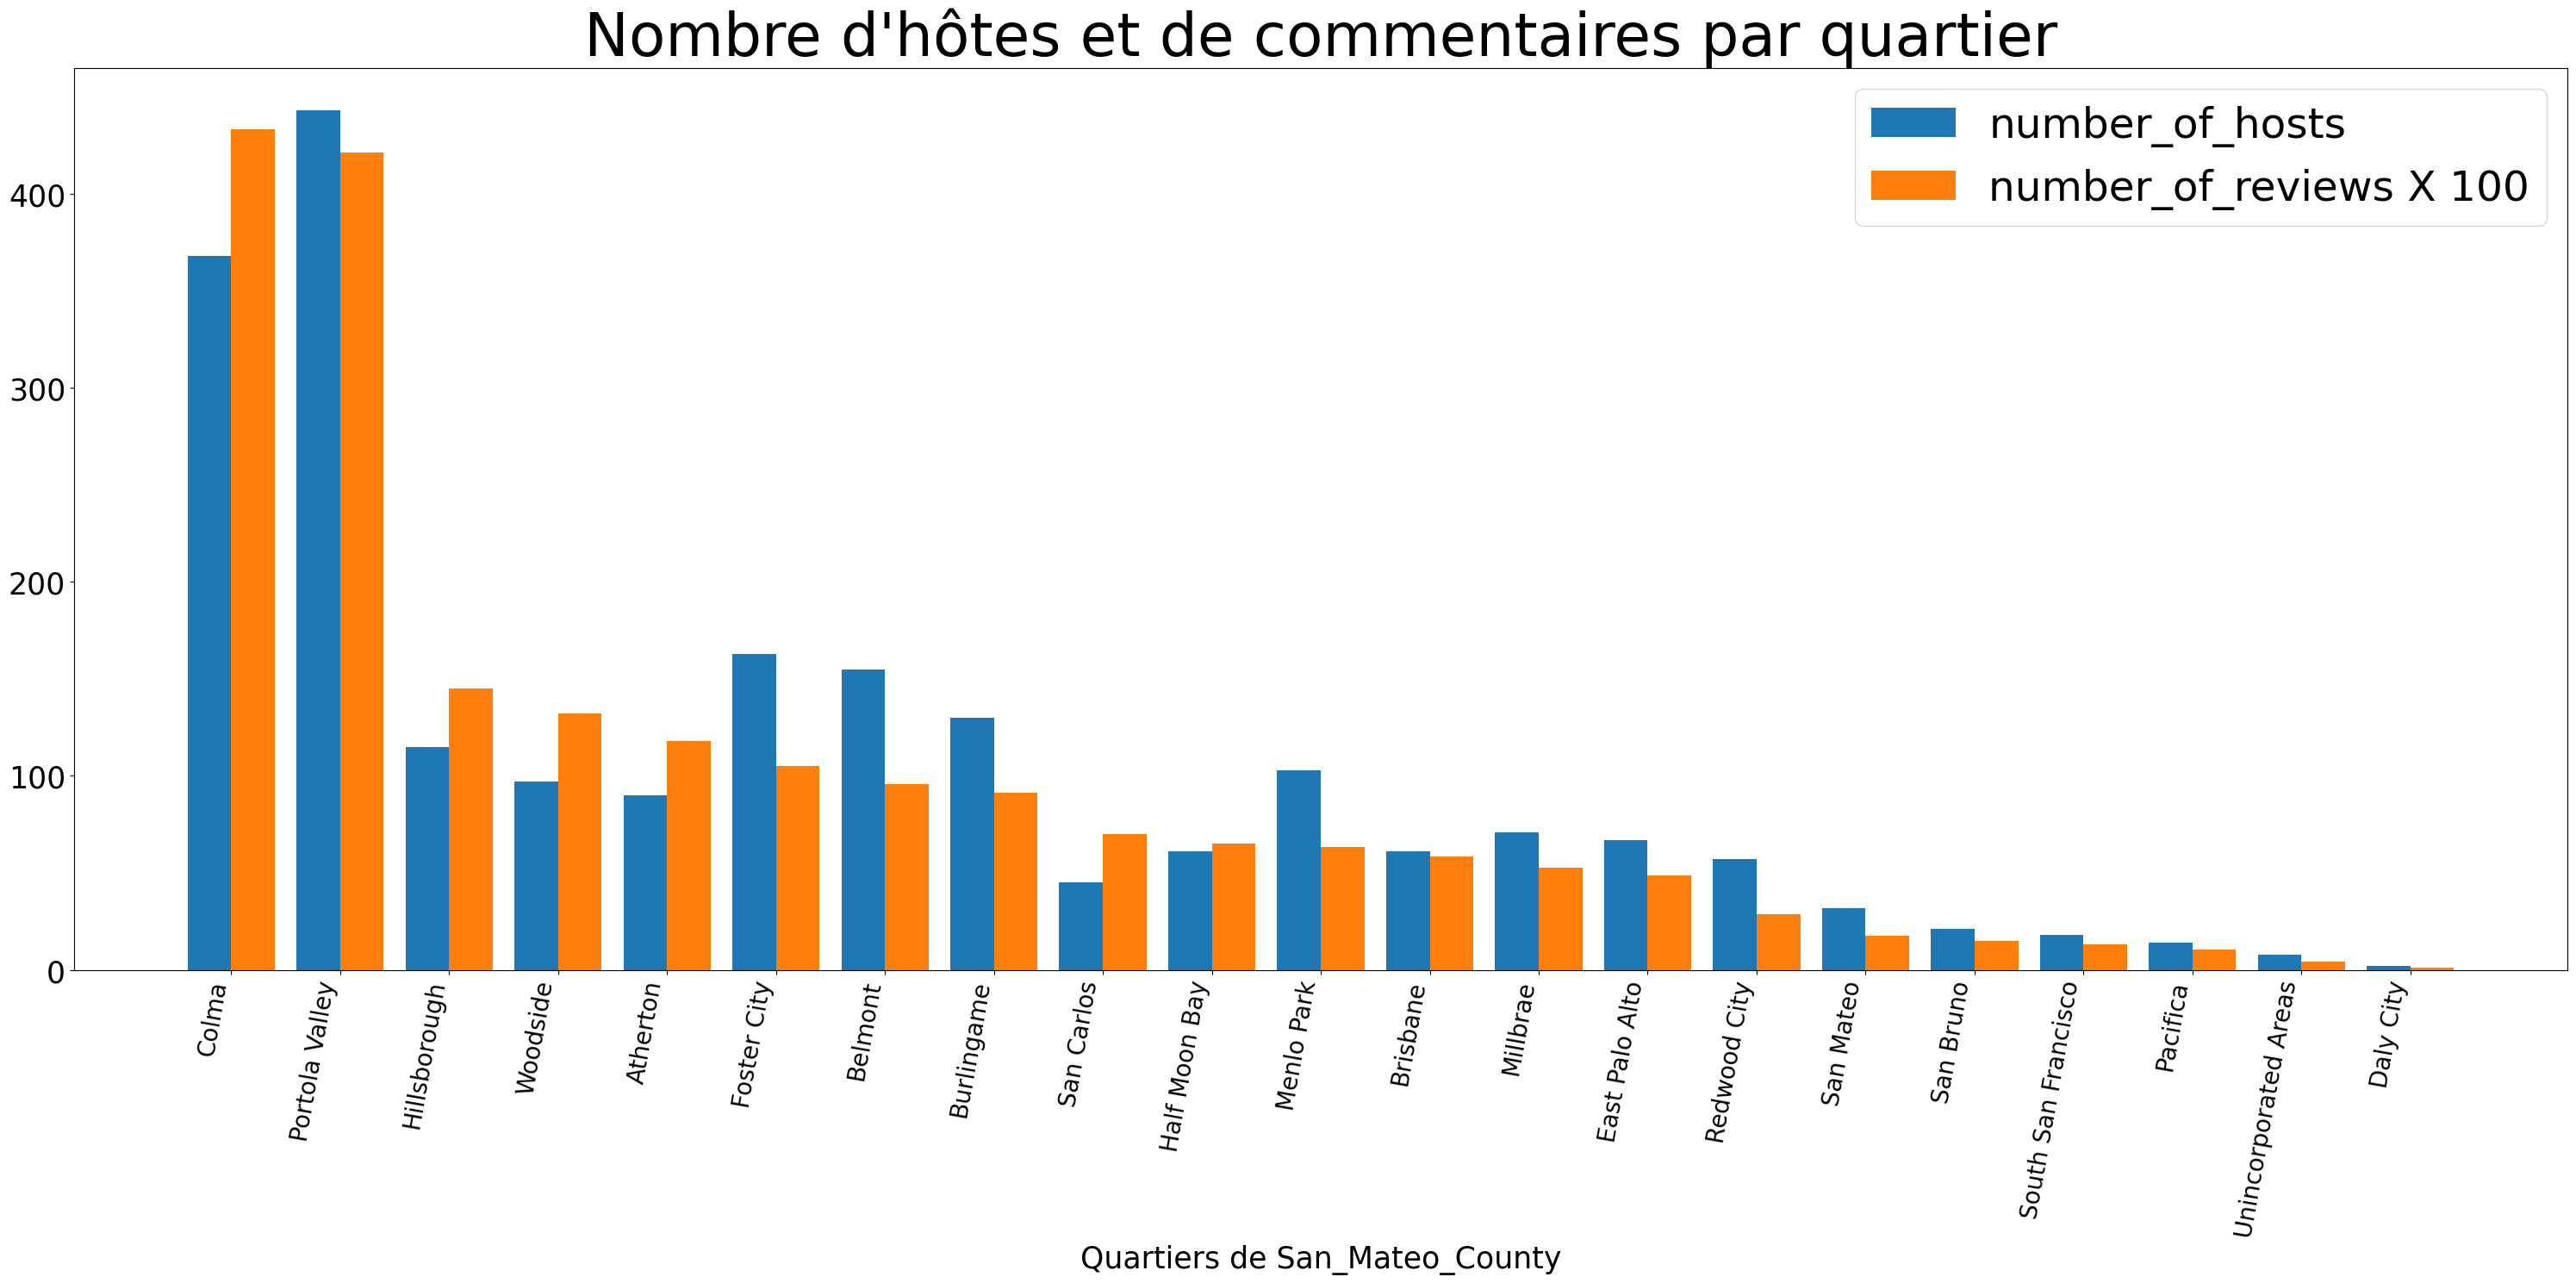 Nombre d'hôtes et de commentaires par quartier
number_of_hosts
number_of_reviews X 100
400
300
200
100
0
Colma
Portola Valley
Hillsborough
Woodside
Atherton
Foster City
Belmont
Burlingame
San Carlos
Half Moon Bay
Menlo Park
Brisbane
Millbrae
East Palo Alto
Redwood City
San Mateo
San Bruno
South San Francisco
Pacifica
Unincorporated Areas
Daly City
Quartiers de San_Mateo_County